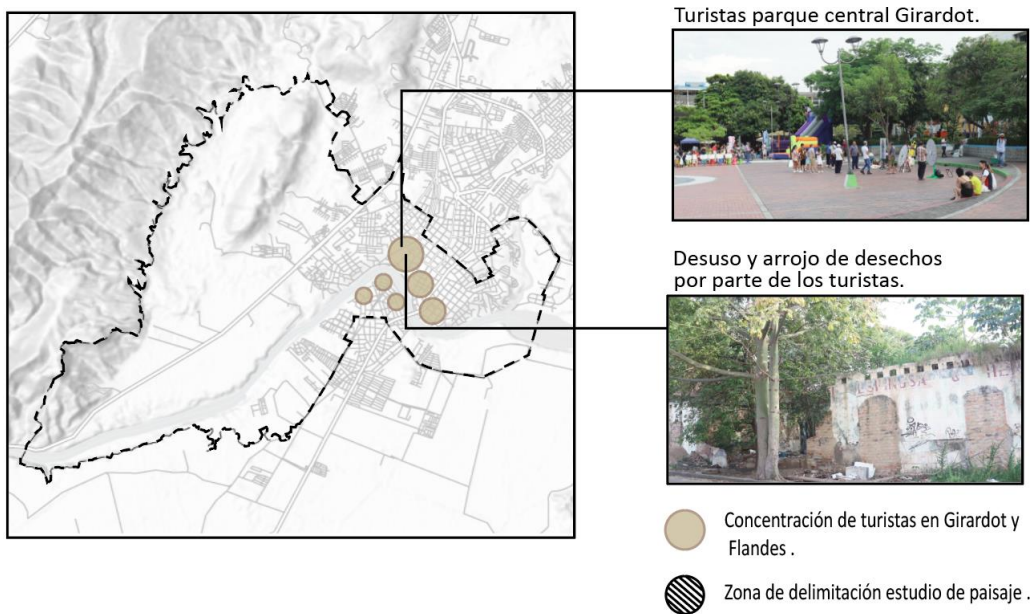 Turistas parque central Girardot.
Desuso y arrojo de desechos
por parte de los turistas.
Concentración de turistas en Girardot y
Flandes .
Zona de delimitación estudio de paisaje .